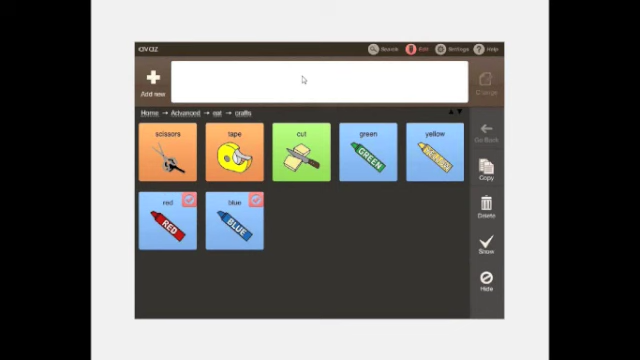 avaz
Search
Edit
Settings
Help
Add new
Change
Home → Advanced → eat → crafts
scissors
tape
cut
green
yellow
GREEN
Go Back
Copy
red
blue
RED
BLUE
Delete
Show
Hide